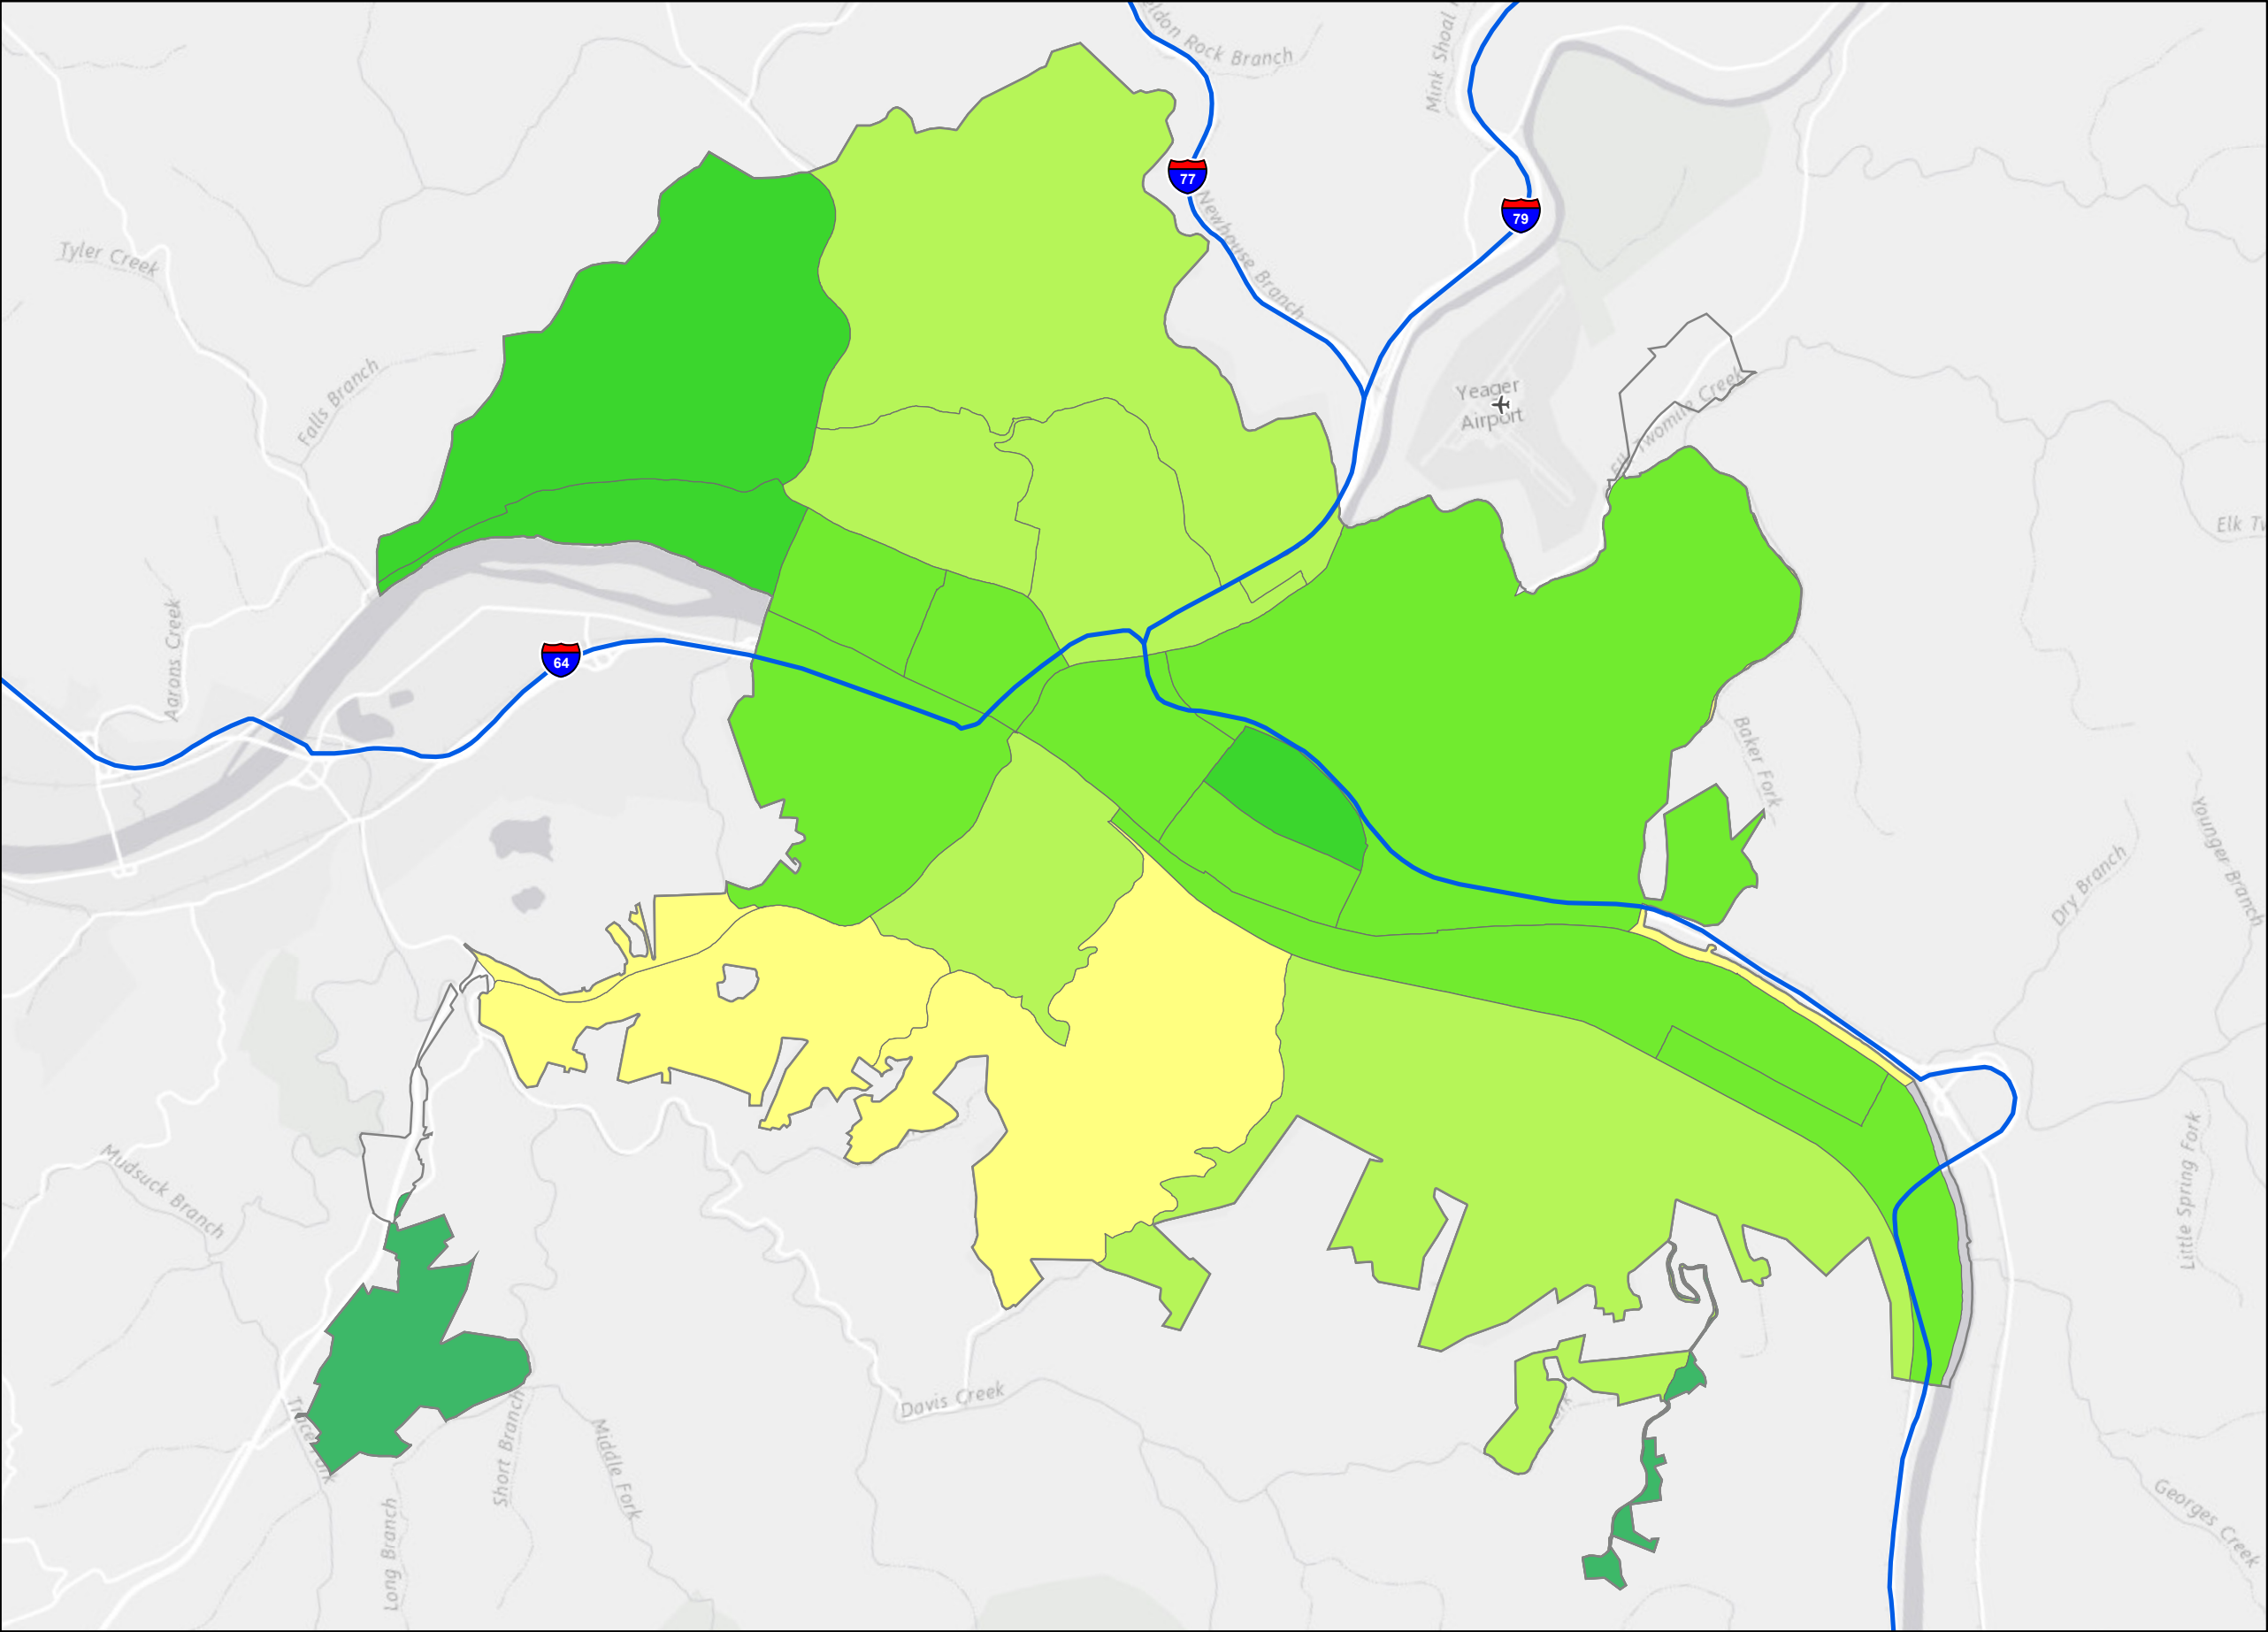 Rock Branch
Mink Shoal
77
79
Tyler Creek
Newhouse Branch
Falls Branch
Yeager
Airport
Elk Twomile Creek
Elk
Aarons Creek
64
Baker Fork
Younger Branch
Dry Branch
Mudsuck Branch
Little Spring Fork
Davis Creek
Short Branch
Middle Fork
Long Branch
Georges Creek